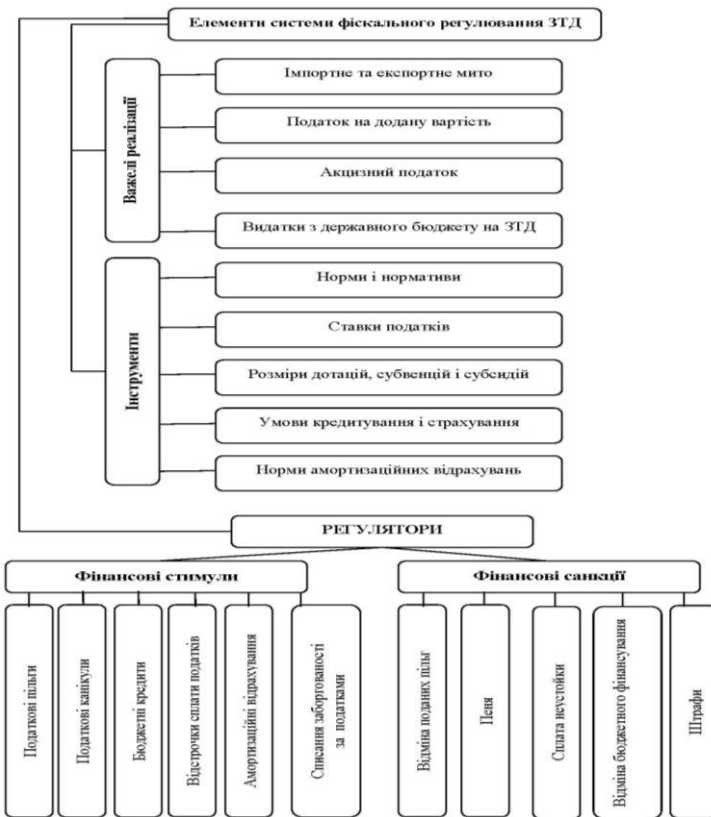 Елементи системи фіскального регулювання ЗТД
Важелі реалізації
Імпортне та експортне мито
Податок на додану вартість
Акцизний податок
Видатки з державного бюджету на ЗТД
Інструменти
Норми і нормативи
Ставки податків
Розміри дотацій, субвенцій і субсидій
Умови кредитування і страхування
Норми амортизаційних відрахувань
РЕГУЛЯТОРИ
Фінансові стимули
Податкові пільги
Податкові канікули
Бюджетні кредити
Відстрочки сплати податків
Амортизаційні відрахування
Списання заборгованості
за податками
Фінансові санкції
Відміна поданих пільг
Пеня
Сплата неустойки
Відміна бюджетного фінансування
Штрафи